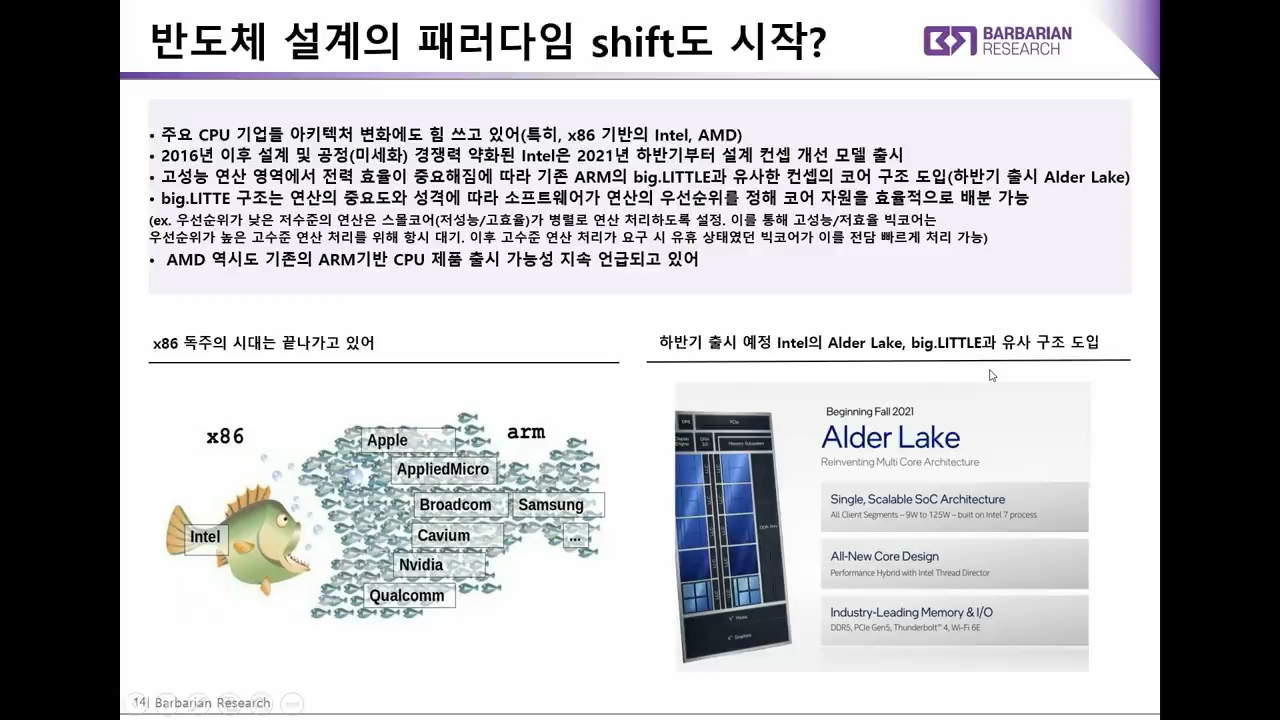 반도체 설계의 패러다임 shift도 시작?
BARBARIAN
RESEARCH
• 주요 CPU 기업들 아키텍처 변화에도 힘 쓰고 있어(특히, x86 기반의 Intel, AMD)
• 2016년 이후 설계 및 공정(미세화) 경쟁력 약화된 Intel은 2021년 하반기부터 설계 컨셉 개선 모델 출시
• 고성능 연산 영역에서 전력 효율이 중요해짐에 따라 기존 ARM의 big.LITTLE과 유사한 컨셉의 코어 구조 도입(하반기 출시 Alder Lake)
• big.LITTE 구조는 연산의 중요도와 성격에 따라 소프트웨어가 연산의 우선순위를 정해 코어 자원을 효율적으로 배분 가능
(ex. 우선순위가 낮은 저수준의 연산은 스몰코어(저성능/고효율)가 병렬로 연산 처리하도록 설정. 이를 통해 고성능/저효율 빅코어는
우선순위가 높은 고수준 연산 처리를 위해 항시 대기. 이후 고수준 연산 처리가 요구 시 유휴 상태였던 빅코어가 이를 전담 빠르게 처리 가능)
• AMD 역시도 기존의 ARM기반 CPU 제품 출시 가능성 지속 언급되고 있어
x86 독주의 시대는 끝나가고 있어
x86
arm
Apple
AppliedMicro
Broadcom
Samsung
Intel
Cavium
...
Nvidia
Qualcomm
하반기 출시 예정 Intel의 Alder Lake, big.LITTLE과 유사 구조 도입
PCIe
Memory Subsystem
Beginning Fall 2021
Alder Lake
Reinventing Multi Core Architecture
Single, Scalable SoC Architecture
All Client Segments – 9W to 125W – built on Intel 7 process
All-New Core Design
Performance Hybrid with Intel Thread Director
Industry-Leading Memory & I/O
DDR5, PCIe Gen5, Thunderbolt™ 4, Wi-Fi 6E
14| Barbarian Research